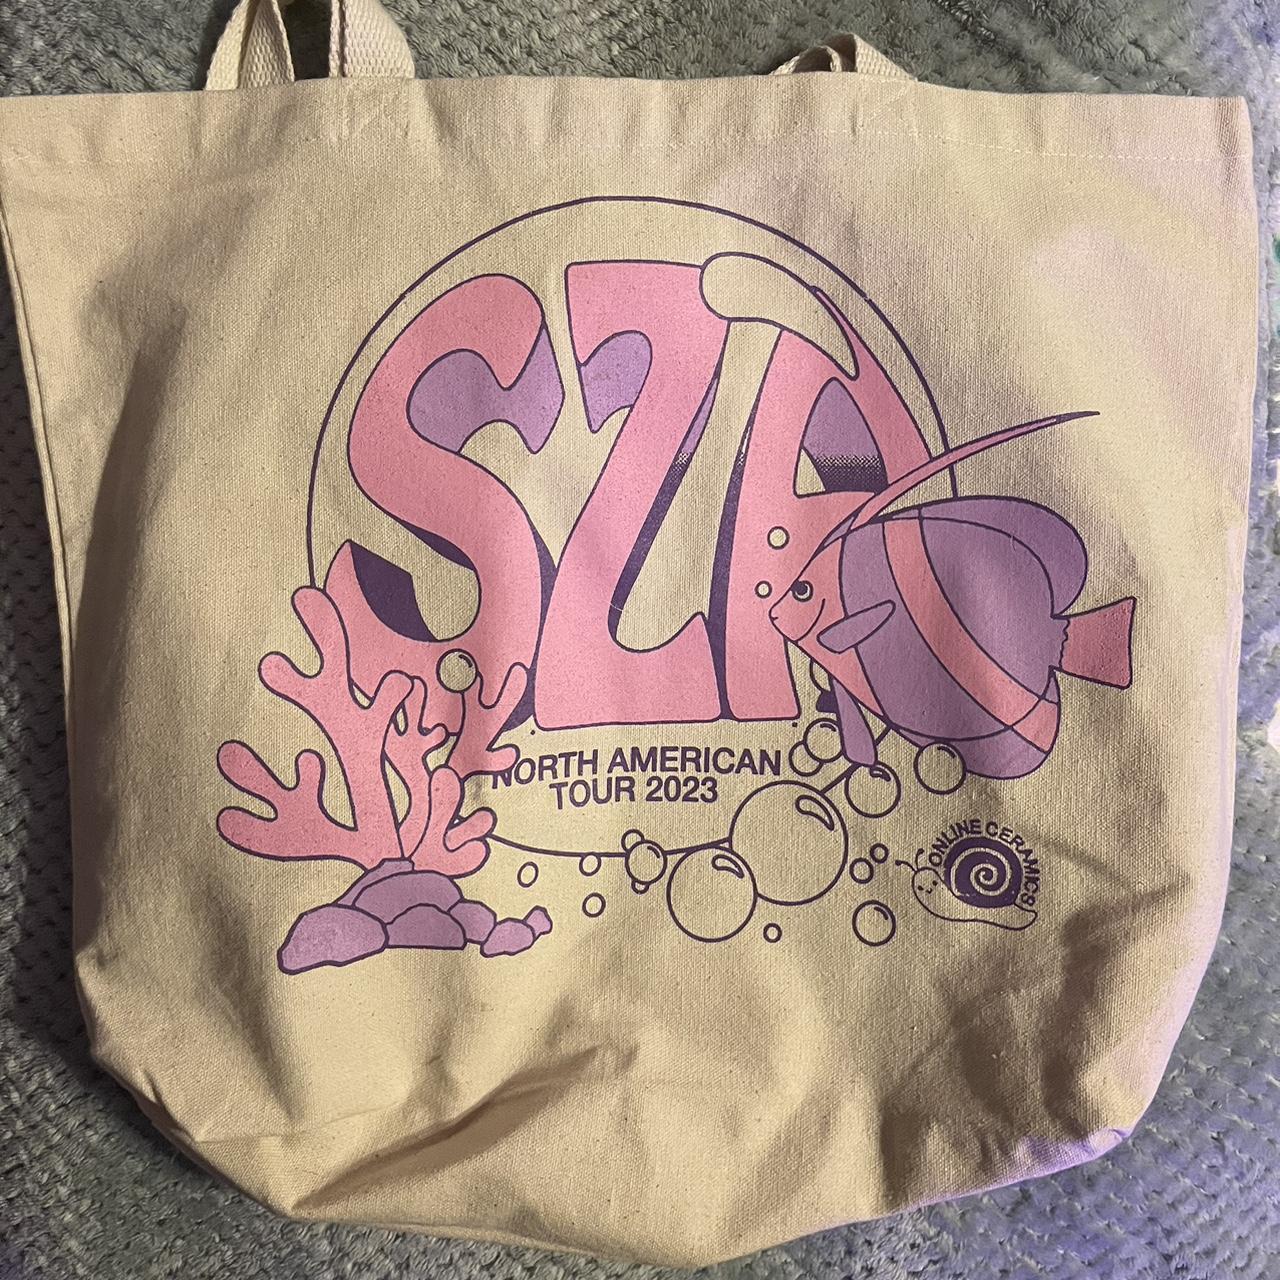 SZA
NORTH AMERICAN
TOUR 2023
ONLINE CERAMICS